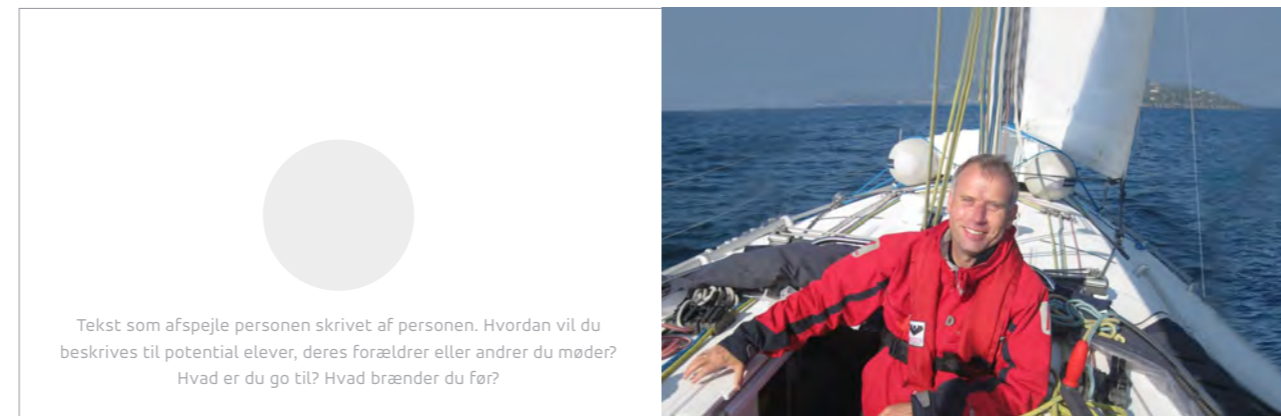 Tekst som afspejle personen skrivet af personen. Hvordan vil du
beskrives til potential elever, deres forældrer eller andrer du møder?
Hvad er du go til? Hvad brænder du før?